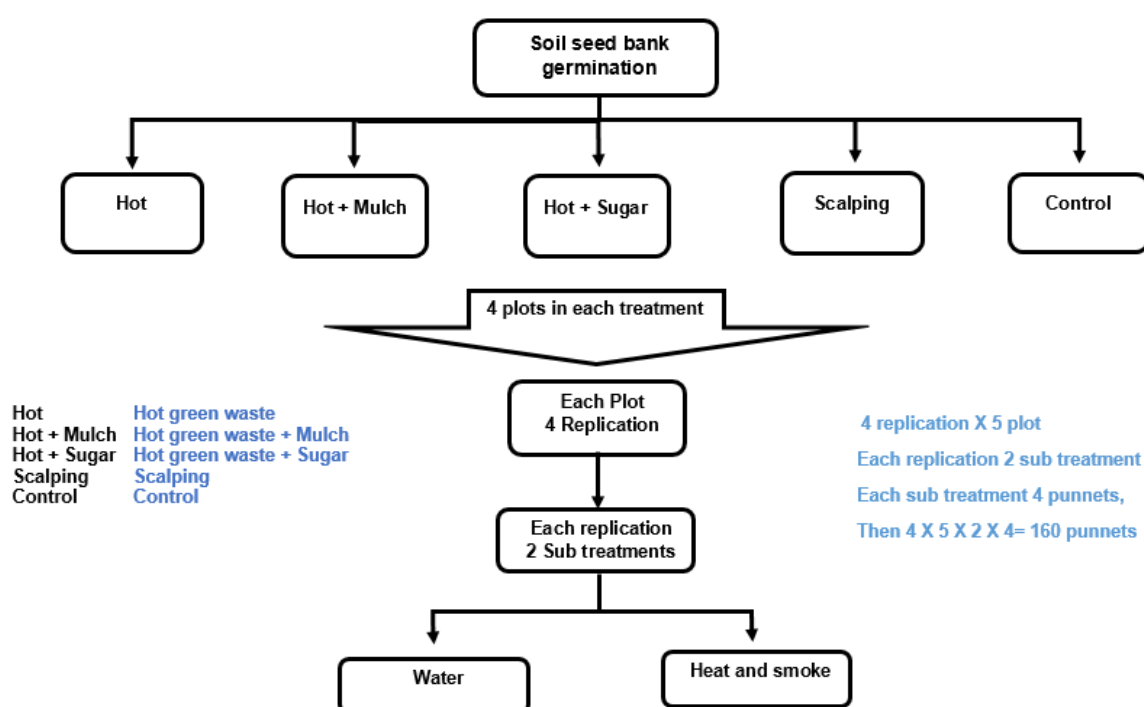 Soil seed bank
germination
Hot
Hot + Mulch
Hot + Sugar
Scalping
Control
4 plots in each treatment
Each Plot
4 Replication
Hot Hot green waste
Hot + Mulch Hot green waste + Mulch
Hot + Sugar Hot green waste + Sugar
Scalping Scalping
Control Control
4 replication X 5 plot
Each replication 2 sub treatment
Each sub treatment 4 punnets,
Then 4 X 5 X 2 X 4= 160 punnets
Each replication
2 Sub treatments
Water
Heat and smoke